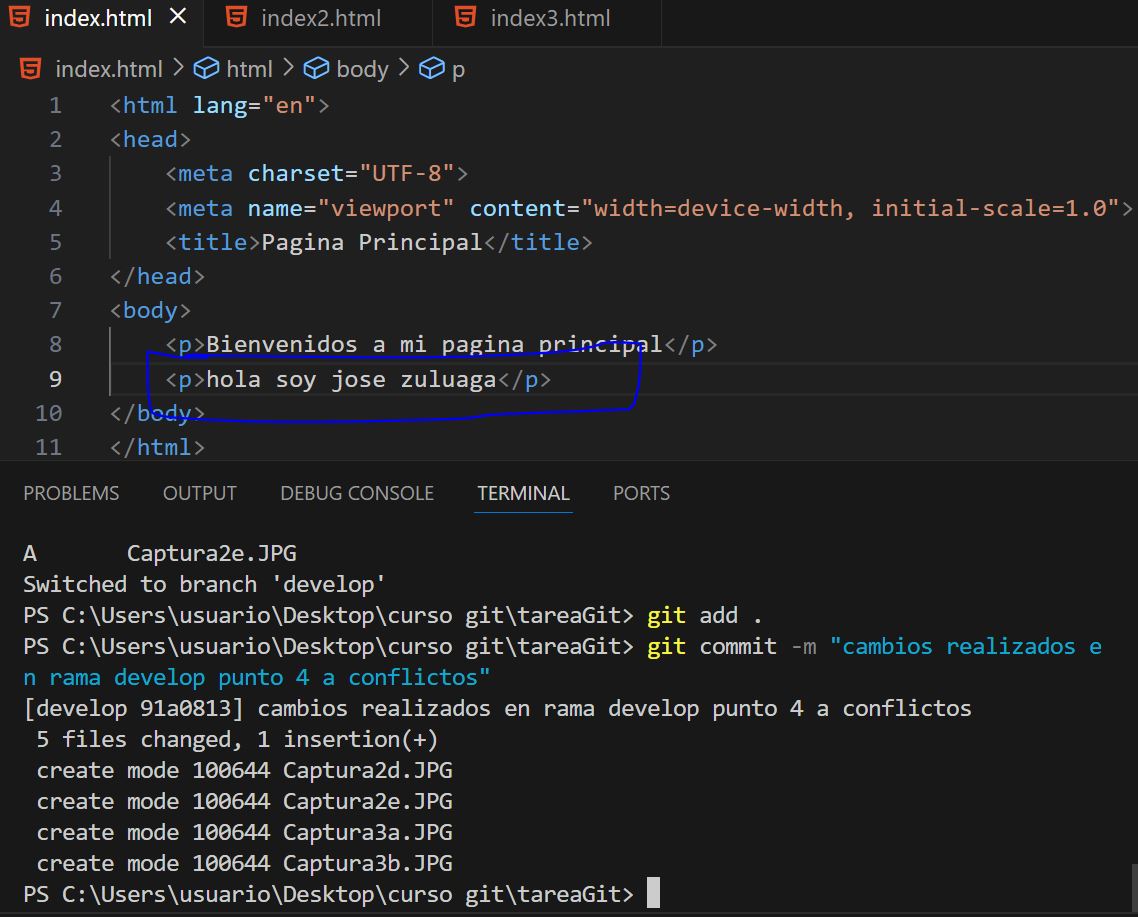 index.html index2.html index3.html
index.html > html > body > p
1 <html lang="en">
2 <head>
3 <meta charset="UTF-8">
4 <meta name="viewport" content="width=device-width, initial-scale=1.0">
5 <title>Pagina Principal</title>
6 </head>
7 <body>
8 <p>Bienvenidos a mi pagina principal</p>
9 <p>hola soy jose zuluaga</p>
10 </body>
11 </html>
PROBLEMS OUTPUT DEBUG CONSOLE TERMINAL PORTS
A Captura2e.JPG
Switched to branch 'develop'
PS C:\Users\usuario\Desktop\curso git\tareaGit> git add .
PS C:\Users\usuario\Desktop\curso git\tareaGit> git commit -m "cambios realizados e
n rama develop punto 4 a conflictos"
[develop 91a0813] cambios realizados en rama develop punto 4 a conflictos
5 files changed, 1 insertion(+)
create mode 100644 Captura2d.JPG
create mode 100644 Captura2e.JPG
create mode 100644 Captura3a.JPG
create mode 100644 Captura3b.JPG
PS C:\Users\usuario\Desktop\curso git\tareaGit>